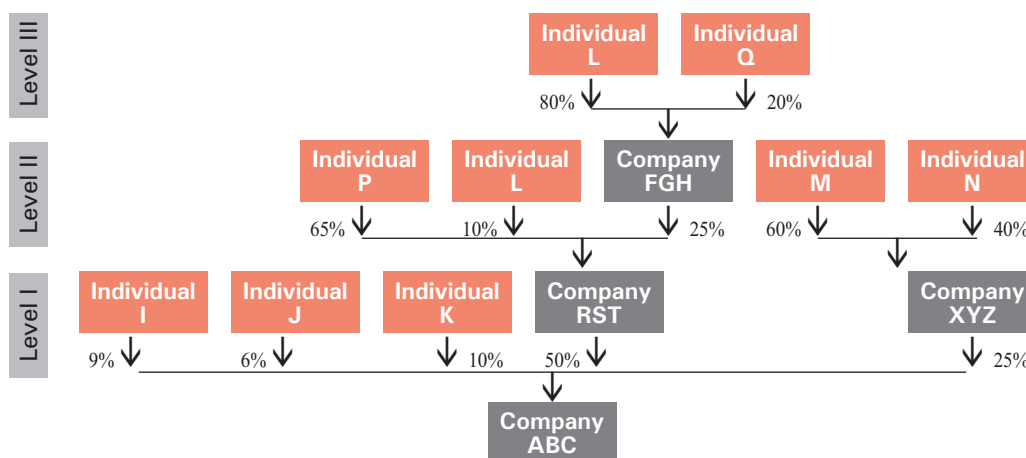 Level III
Individual
L
Individual
Q
80%
20%
Level II
Individual
P
Individual
L
Company
FGH
Individual
M
Individual
N
65%
10%
25%
60%
40%
Level I
Individual
I
Individual
J
Individual
K
Company
RST
Company
XYZ
9%
6%
10%
50%
25%
Company
ABC